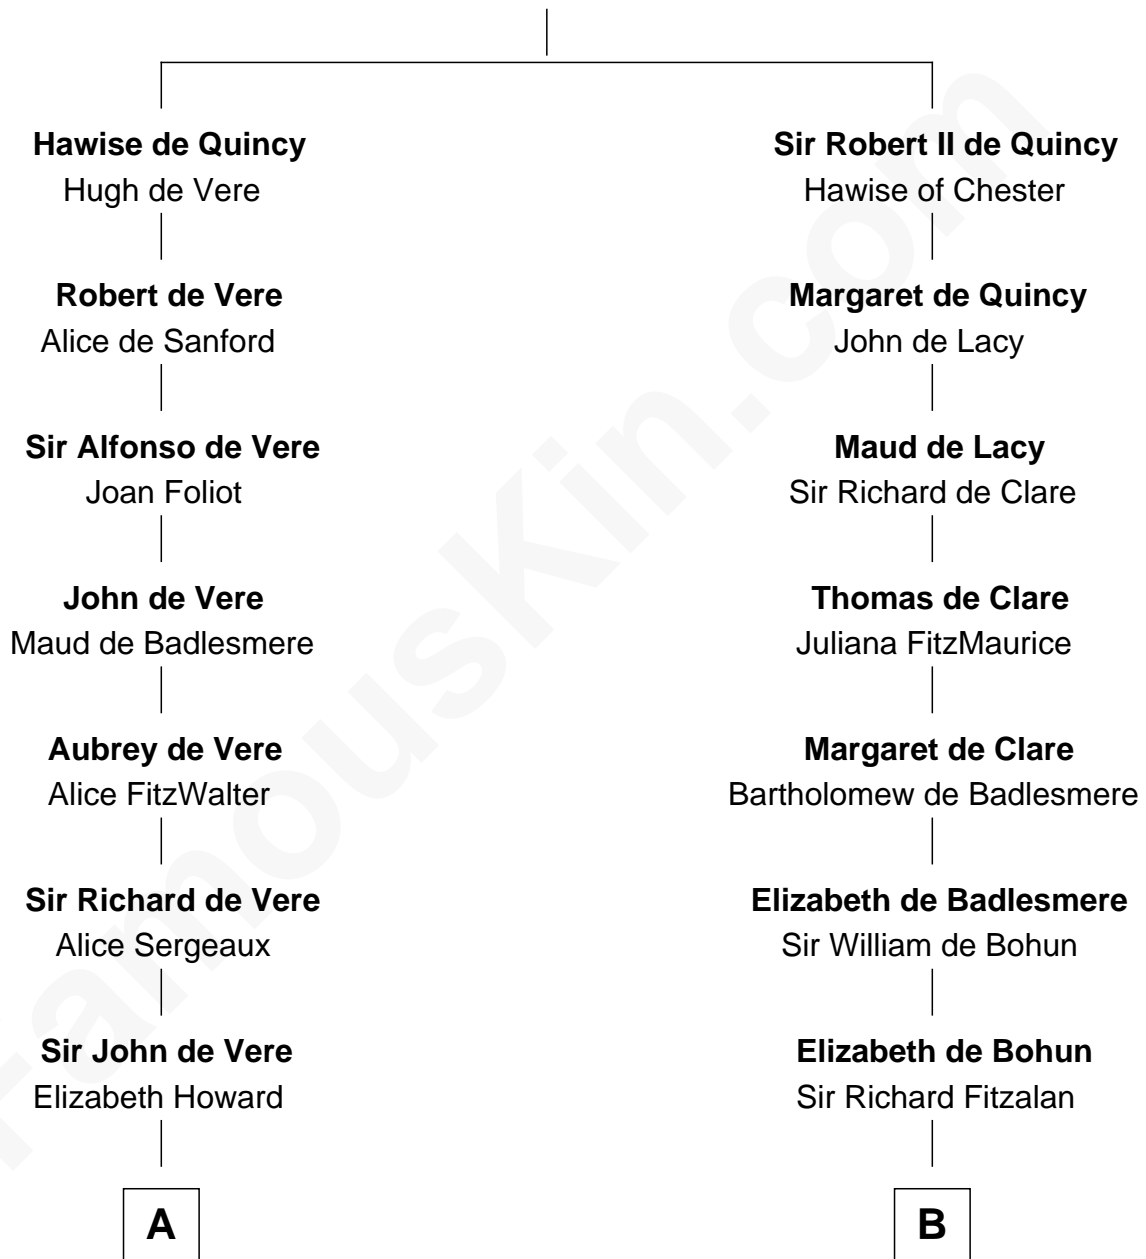 Hawise de Quincy
Hugh de Vere
Robert de Vere
Alice de Sanford
Sir Alfonso de Vere
Joan Foliot
John de Vere
Maud de Badlesmere
Aubrey de Vere
Alice FitzWalter
Sir Richard de Vere
Alice Sergeaux
Sir John de Vere
Elizabeth Howard
A
Sir Robert II de Quincy
Hawise of Chester
Margaret de Quincy
John de Lacy
Maud de Lacy
Sir Richard de Clare
Thomas de Clare
Juliana FitzMaurice
Margaret de Clare
Bartholomew de Badlesmere
Elizabeth de Badlesmere
Sir William de Bohun
Elizabeth de Bohun
Sir Richard Fitzalan
B
FamousKin.com